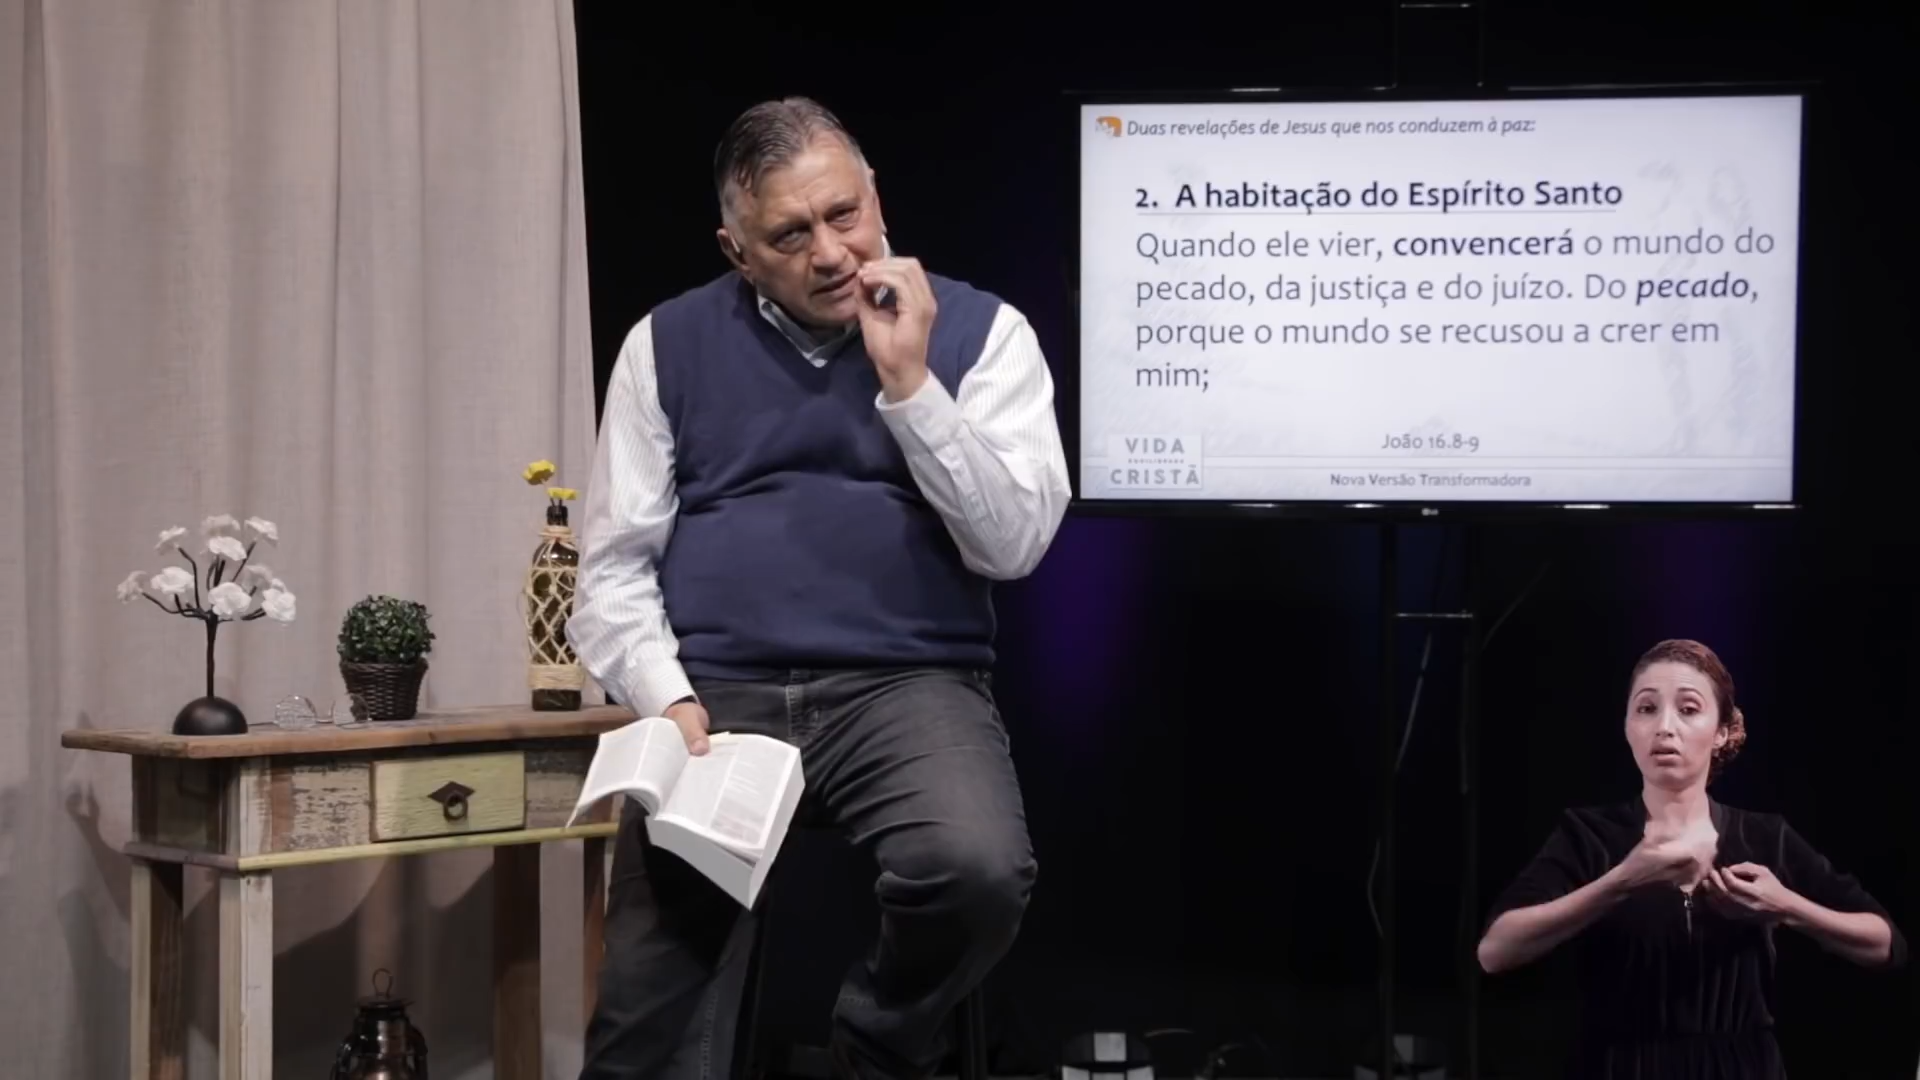 Duas revelações de Jesus que nos conduzem à paz:
2. A habitação do Espírito Santo
Quando ele vier, convencerá o mundo do
pecado, da justiça e do juízo. Do pecado,
porque o mundo se recusou a crer em
mim;
João 16.8-9
VIDA
CRISTÃ
Nova Versão Transformadora
LG